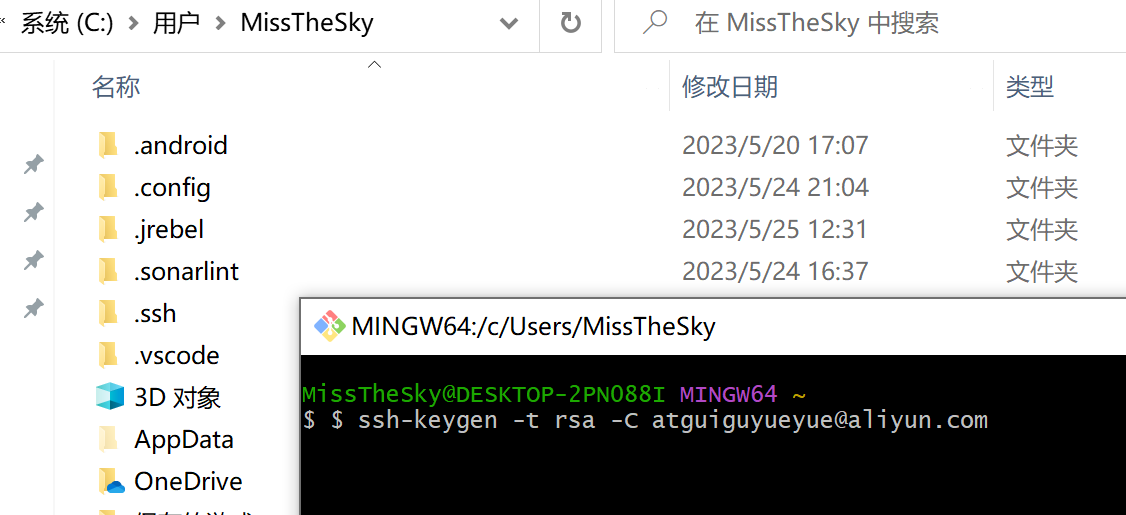 系统 (C:) > 用户 > MissTheSky
在 MissTheSky 中搜索
名称 修改日期 类型
.android 2023/5/20 17:07 文件夹
.config 2023/5/24 21:04 文件夹
.jrebel 2023/5/25 12:31 文件夹
.sonarlint 2023/5/24 16:37 文件夹
.ssh
.vscode
3D 对象
AppData
OneDrive
MINGW64:/c/Users/MissTheSky
MissTheSky@DESKTOP-2PNO88I MINGW64 ~
$ $ ssh-keygen -t rsa -C atguiguyueyue@aliyun.com